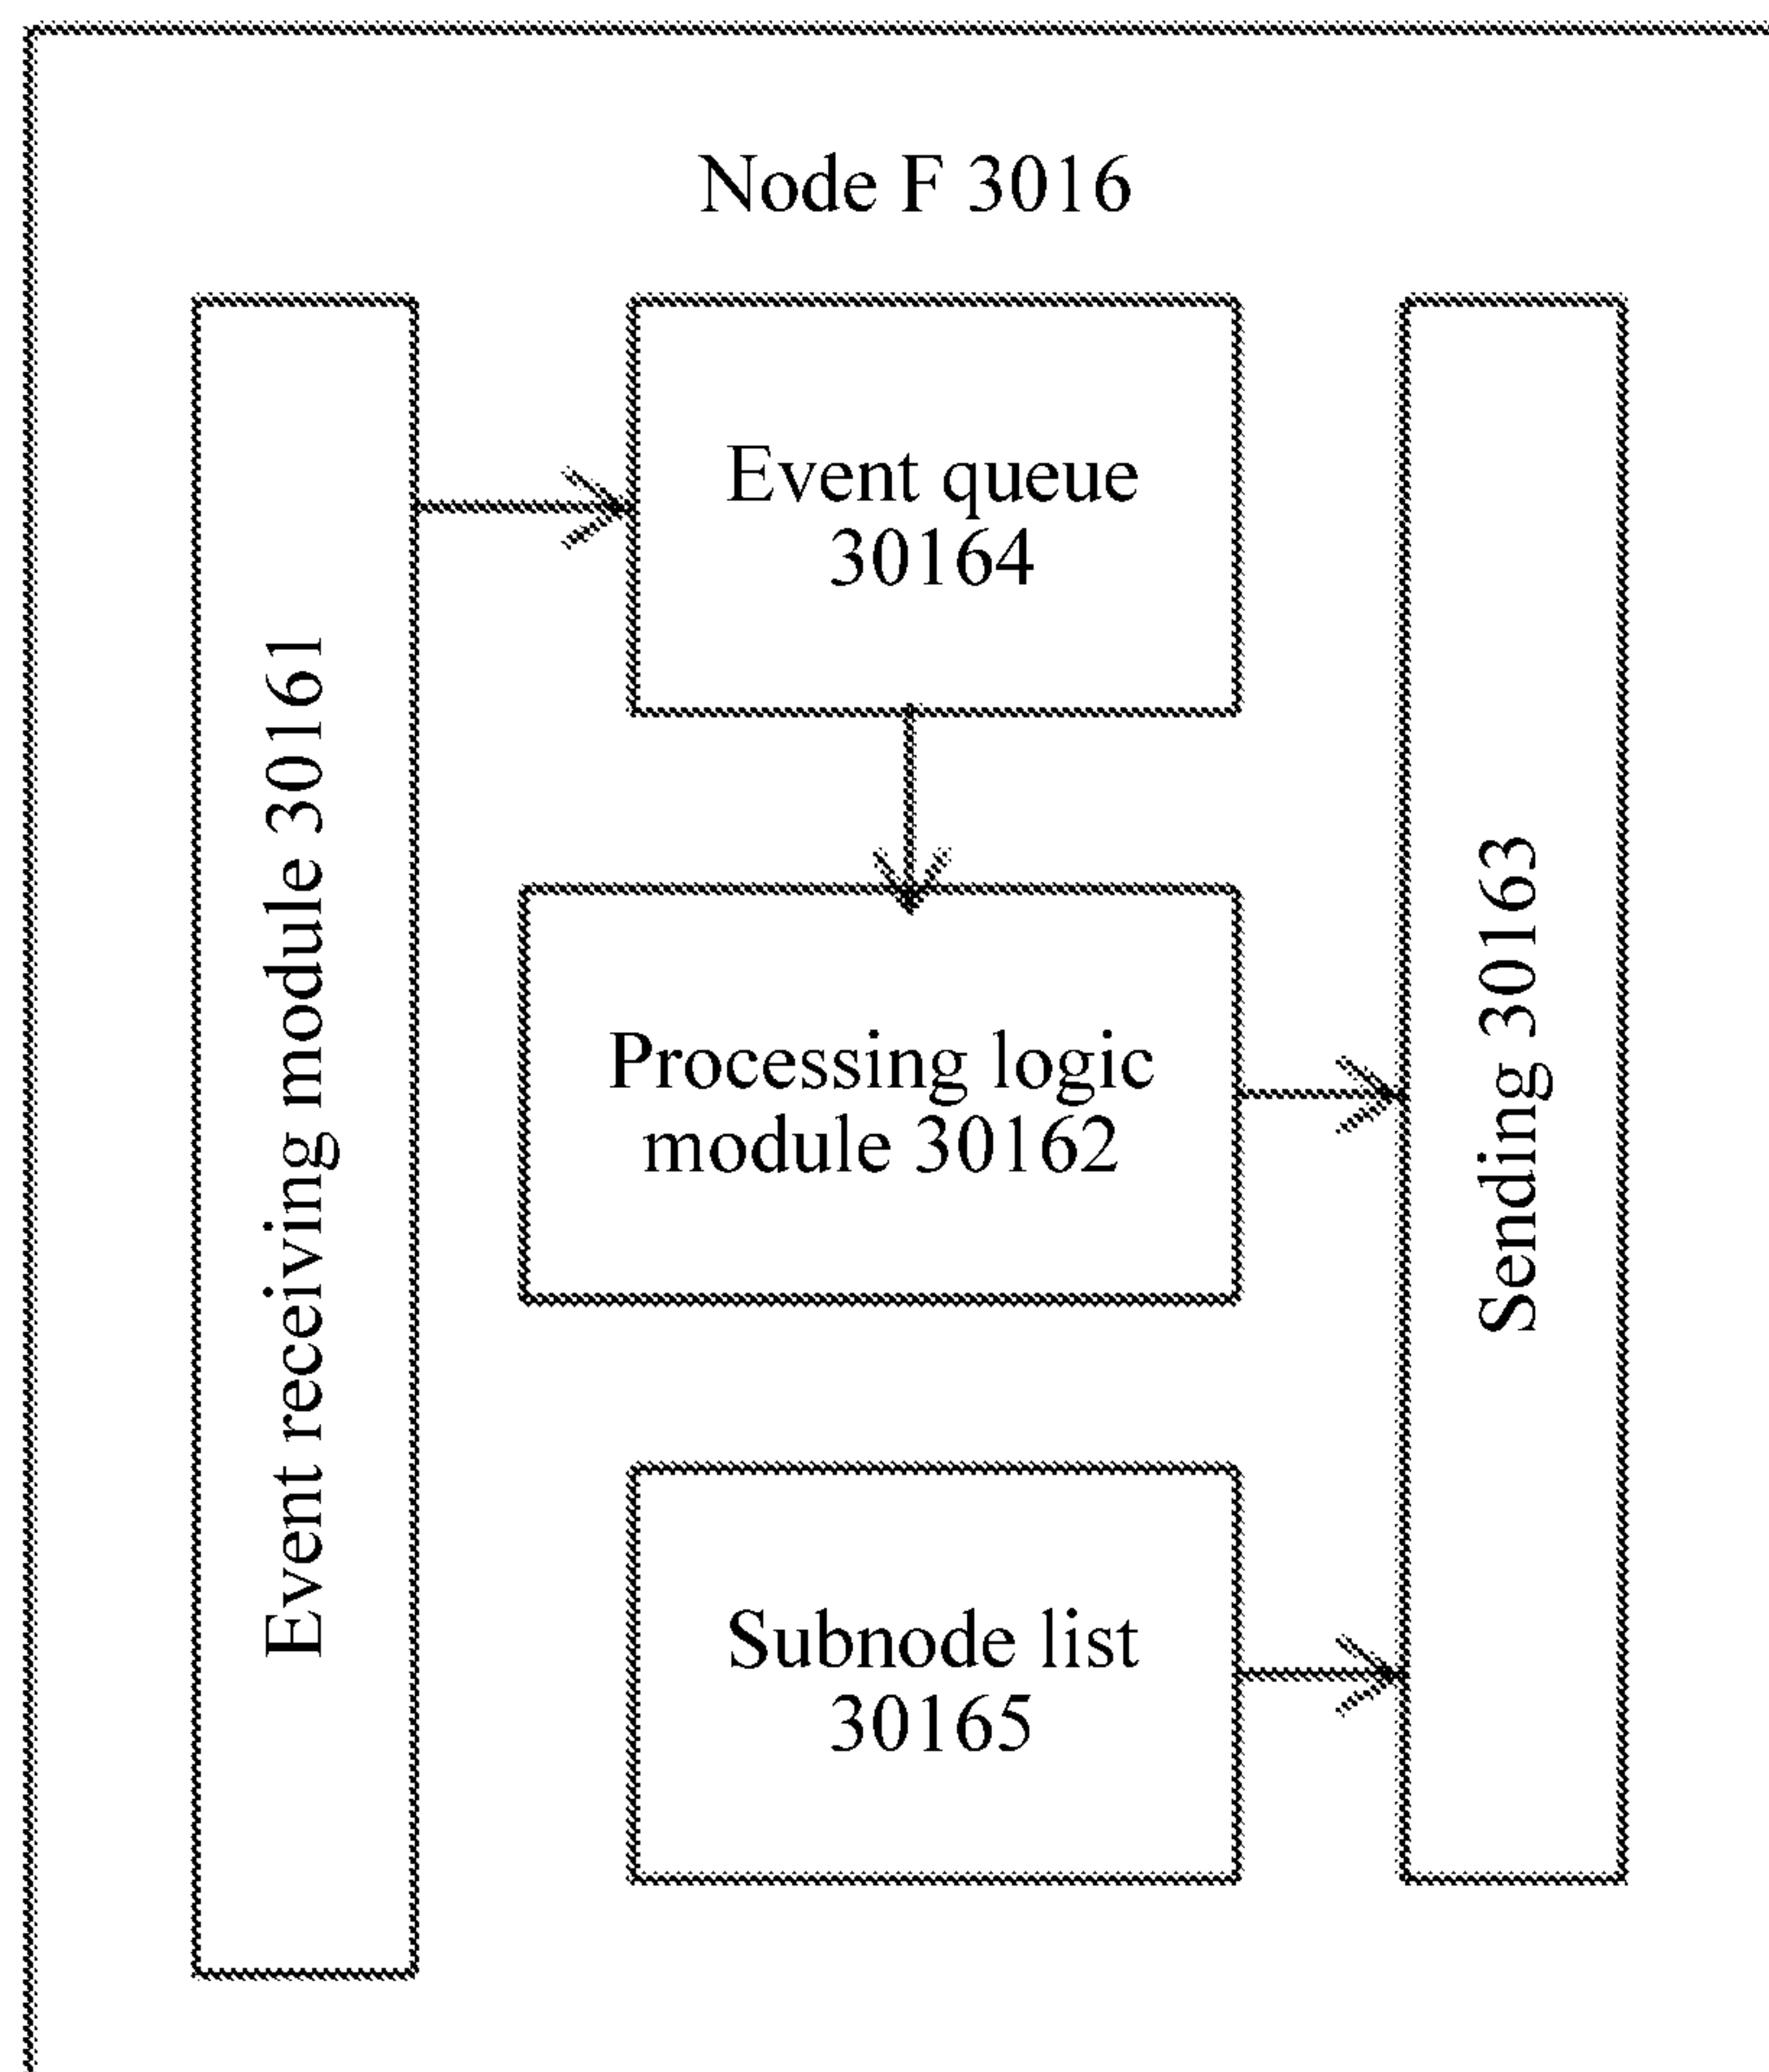 Node F 3016
Event receiving module 30161
Event queue
30164
Processing logic
module 30162
Subnode list
30165
Sending 30163